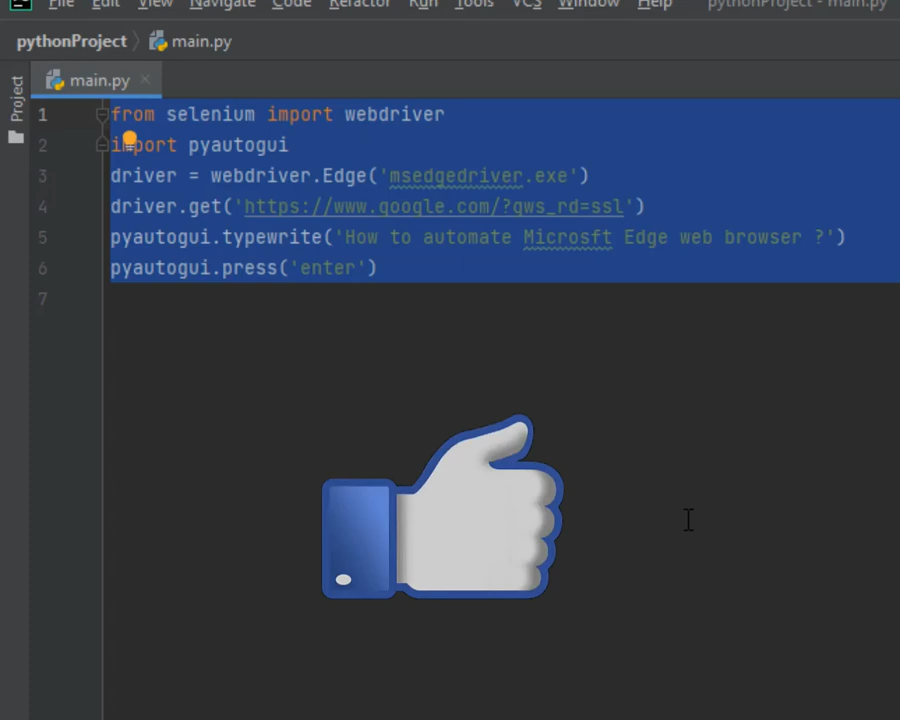 File Edit View Navigate Code Refactor Run Tools VCS Window Help pythonProject - main.py
pythonProject main.py
Project
main.py
1 from selenium import webdriver
2 import pyautogui
3 driver = webdriver.Edge('msedgedriver.exe')
4 driver.get('https://www.google.com/?gws_rd=ssl')
5 pyautogui.typewrite('How to automate Microsft Edge web browser ?')
6 pyautogui.press('enter')
7